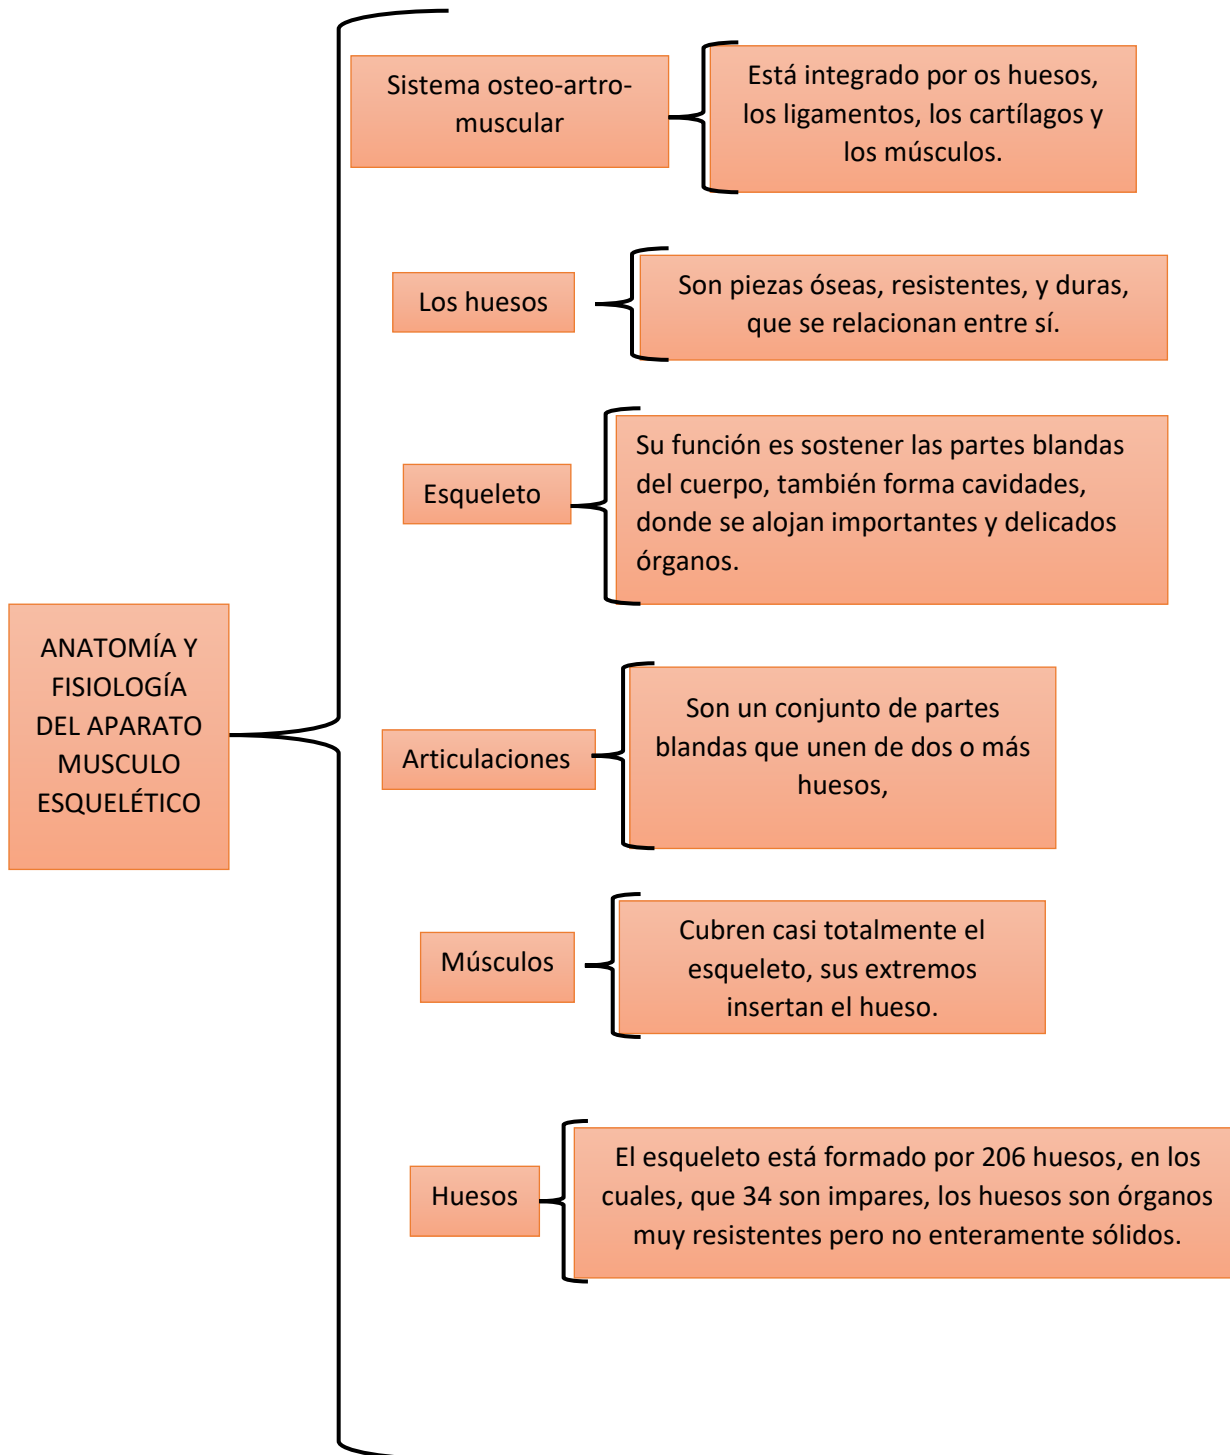 Sistema osteo-artro-
muscular
Está integrado por os huesos,
los ligamentos, los cartílagos y
los músculos.
Los huesos
Son piezas óseas, resistentes, y duras,
que se relacionan entre sí.
Esqueleto
Su función es sostener las partes blandas
del cuerpo, también forma cavidades,
donde se alojan importantes y delicados
órganos.
ANATOMÍA Y
FISIOLOGÍA
DEL APARATO
MUSCULO
ESQUELÉTICO
Articulaciones
Son un conjunto de partes
blandas que unen de dos o más
huesos,
Músculos
Cubren casi totalmente el
esqueleto, sus extremos
insertan el hueso.
Huesos
El esqueleto está formado por 206 huesos, en los
cuales, que 34 son impares, los huesos son órganos
muy resistentes pero no enteramente sólidos.